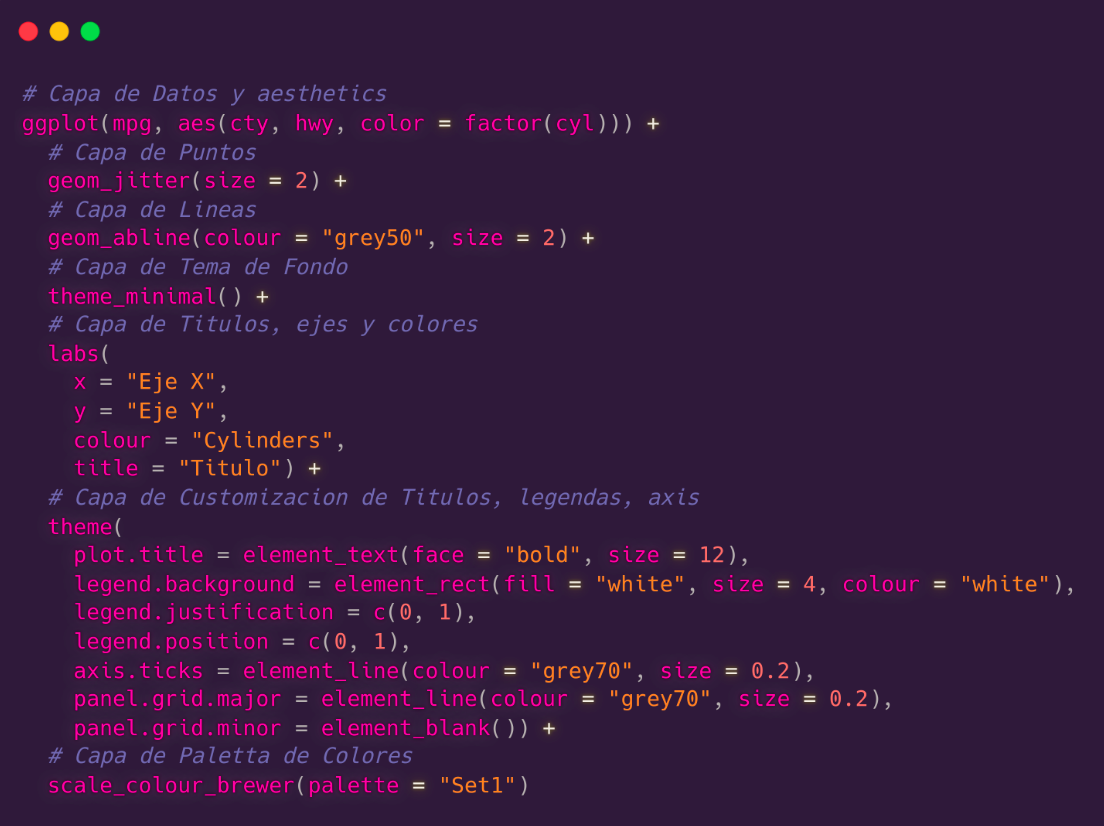 # Capa de Datos y aesthetics
ggplot(mpg, aes(cty, hwy, color = factor(cyl))) +
  # Capa de Puntos
  geom_jitter(size = 2) +
  # Capa de Lineas
  geom_abline(colour = "grey50", size = 2) +
  # Capa de Tema de Fondo
  theme_minimal() +
  # Capa de Titulos, ejes y colores
  labs(
    x = "Eje X",
    y = "Eje Y",
    colour = "Cylinders",
    title = "Titulo") +
  # Capa de Customizacion de Titulos, legendas, axis
  theme(
    plot.title = element_text(face = "bold", size = 12),
    legend.background = element_rect(fill = "white", size = 4, colour = "white"),
    legend.justification = c(0, 1),
    legend.position = c(0, 1),
    axis.ticks = element_line(colour = "grey70", size = 0.2),
    panel.grid.major = element_line(colour = "grey70", size = 0.2),
    panel.grid.minor = element_blank()) +
  # Capa de Paletta de Colores
  scale_colour_brewer(palette = "Set1")